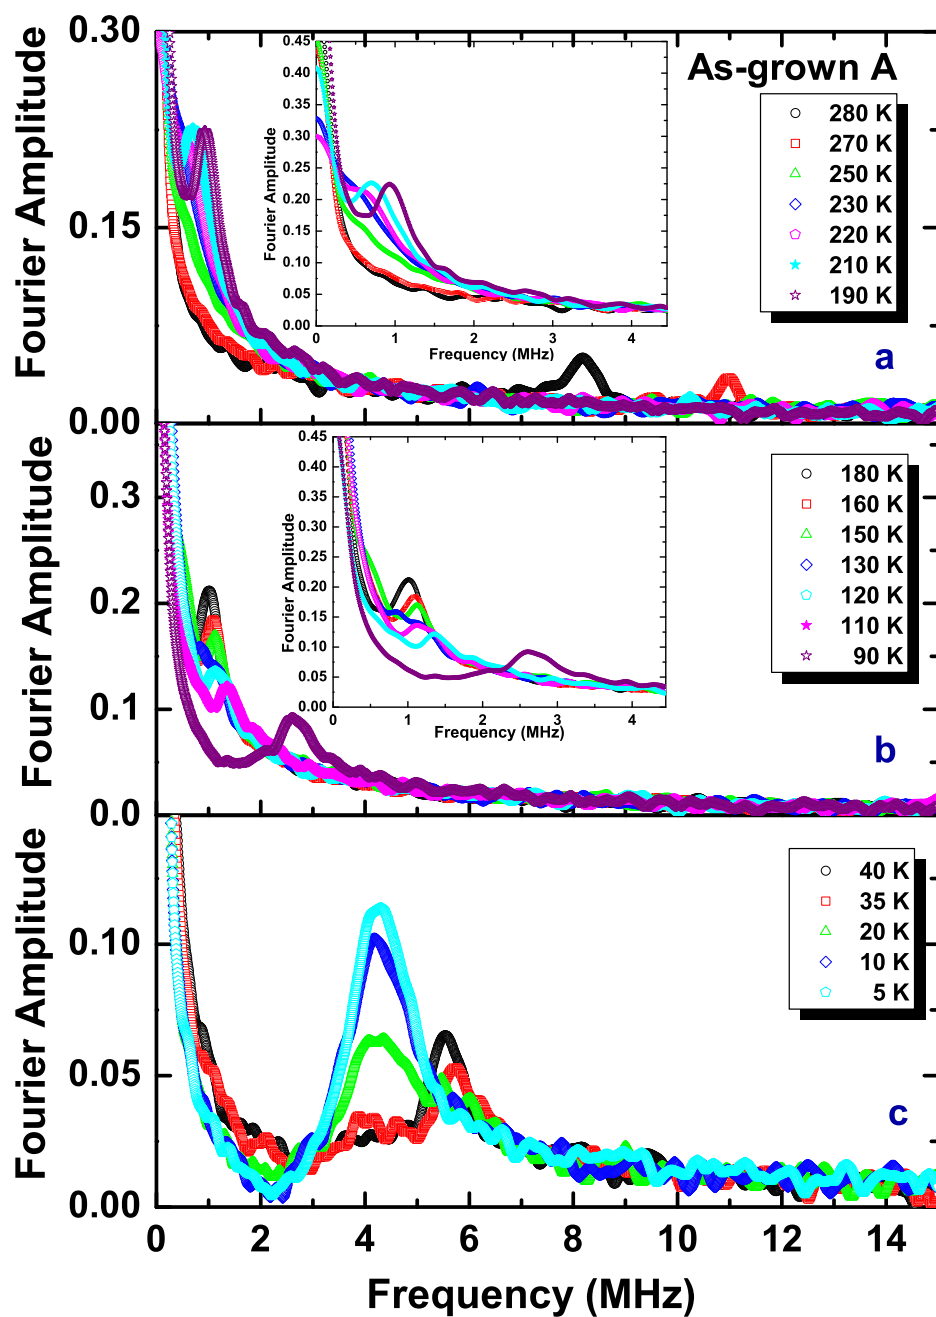 As-grown A
Fourier Amplitude
0.30
0.15
0.00
280 K
270 K
250 K
230 K
220 K
210 K
190 K
a
Fourier Amplitude
0.45
0.40
0.35
0.30
0.25
0.20
0.15
0.10
0.05
0.00
0 1 2 3 4
Frequency (MHz)
Fourier Amplitude
0.3
0.2
0.1
0.0
180 K
160 K
150 K
130 K
120 K
110 K
90 K
b
Fourier Amplitude
0.45
0.40
0.35
0.30
0.25
0.20
0.15
0.10
0.05
0.00
0 1 2 3 4
Frequency (MHz)
Fourier Amplitude
0.10
0.05
0.00
40 K
35 K
20 K
10 K
5 K
c
0 2 4 6 8 10 12 14
Frequency (MHz)